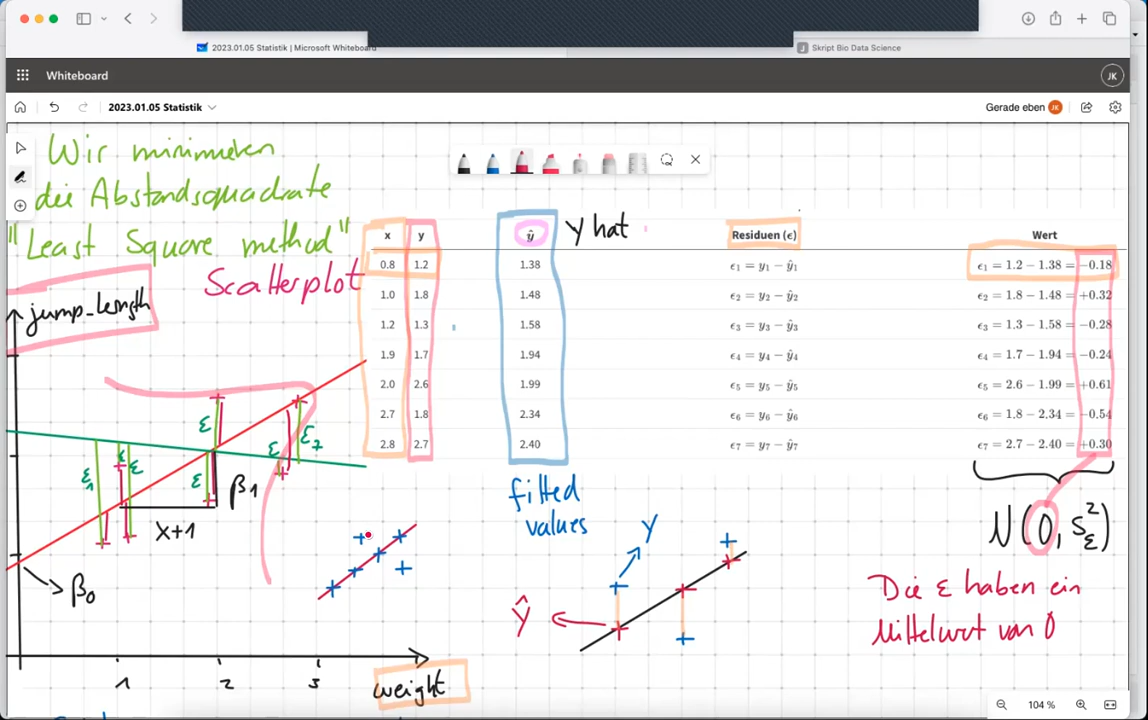 2023.01.05 Statistik | Microsoft Whiteboard
Skript Bio Data Science
Whiteboard
JK
2023.01.05 Statistik
Gerade eben JK
Wir minimieren
die Abstandsquadrate
"Least Square method"
Scatterplot
jump_length
x y ŷ y hat Residuen (ϵ) Wert
0.8 1.2 1.38 ϵ1 = y1 − ŷ1 ϵ1 = 1.2 − 1.38 = −0.18
1.0 1.8 1.48 ϵ2 = y2 − ŷ2 ϵ2 = 1.8 − 1.48 = +0.32
1.2 1.3 1.58 ϵ3 = y3 − ŷ3 ϵ3 = 1.3 − 1.58 = −0.28
1.9 1.7 1.94 ϵ4 = y4 − ŷ4 ϵ4 = 1.7 − 1.94 = −0.24
2.0 2.6 1.99 ϵ5 = y5 − ŷ5 ϵ5 = 2.6 − 1.99 = +0.61
2.7 1.8 2.34 ϵ6 = y6 − ŷ6 ϵ6 = 1.8 − 2.34 = −0.54
2.8 2.7 2.40 ϵ7 = y7 − ŷ7 ϵ7 = 2.7 − 2.40 = +0.30
ε1 ε ε ε ε ε2
β1
X+1
β0
1 2 3
weight
fitted
values
y
ŷ
N(0, s²ε)
Die ε haben ein
Mittelwert von 0
104 %